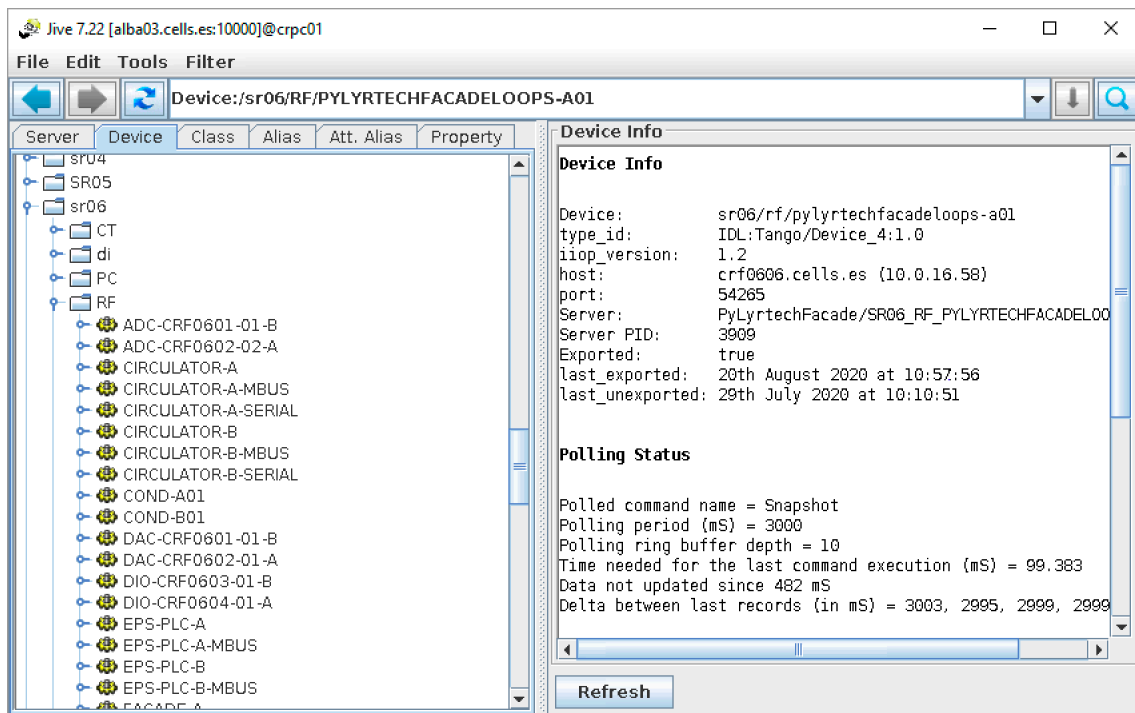 Jive 7.22 [alba03.cells.es:10000]@crpc01
File Edit Tools Filter
Device:/sr06/RF/PYLYRTECHFACADELOOPS-A01
Server Device Class Alias Att. Alias Property
sr04
SR05
sr06
CT
di
PC
RF
ADC-CRF0601-01-B
ADC-CRF0602-02-A
CIRCULATOR-A
CIRCULATOR-A-MBUS
CIRCULATOR-A-SERIAL
CIRCULATOR-B
CIRCULATOR-B-MBUS
CIRCULATOR-B-SERIAL
COND-A01
COND-B01
DAC-CRF0601-01-B
DAC-CRF0602-01-A
DIO-CRF0603-01-B
DIO-CRF0604-01-A
EPS-PLC-A
EPS-PLC-A-MBUS
EPS-PLC-B
EPS-PLC-B-MBUS
FACADE-A
Device Info
Device Info
Device: sr06/rf/pylyrtechfacadeloops-a01
type_id: IDL:Tango/Device_4:1.0
iiop_version: 1.2
host: crf0606.cells.es (10.0.16.58)
port: 54265
Server: PyLyrtechFacade/SR06_RF_PYLYRTECHFACADELOO
Server PID: 3909
Exported: true
last_exported: 20th August 2020 at 10:57:56
last_unexported: 29th July 2020 at 10:10:51
Polling Status
Polled command name = Snapshot
Polling period (mS) = 3000
Polling ring buffer depth = 10
Time needed for the last command execution (mS) = 99.383
Data not updated since 482 mS
Delta between last records (in mS) = 3003, 2995, 2999, 2999
Refresh